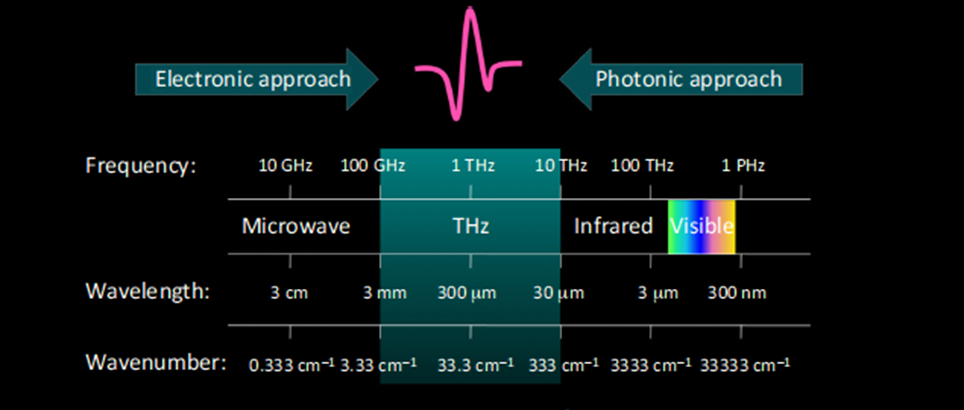 Electronic approach Photonic approach
Frequency: 10 GHz 100 GHz 1 THz 10 THz 100 THz 1 PHz
Microwave THz Infrared Visible
Wavelength: 3 cm 3 mm 300 μm 30 μm 3 μm 300 nm
Wavenumber: 0.333 cm⁻¹ 3.33 cm⁻¹ 33.3 cm⁻¹ 333 cm⁻¹ 3333 cm⁻¹ 33333 cm⁻¹